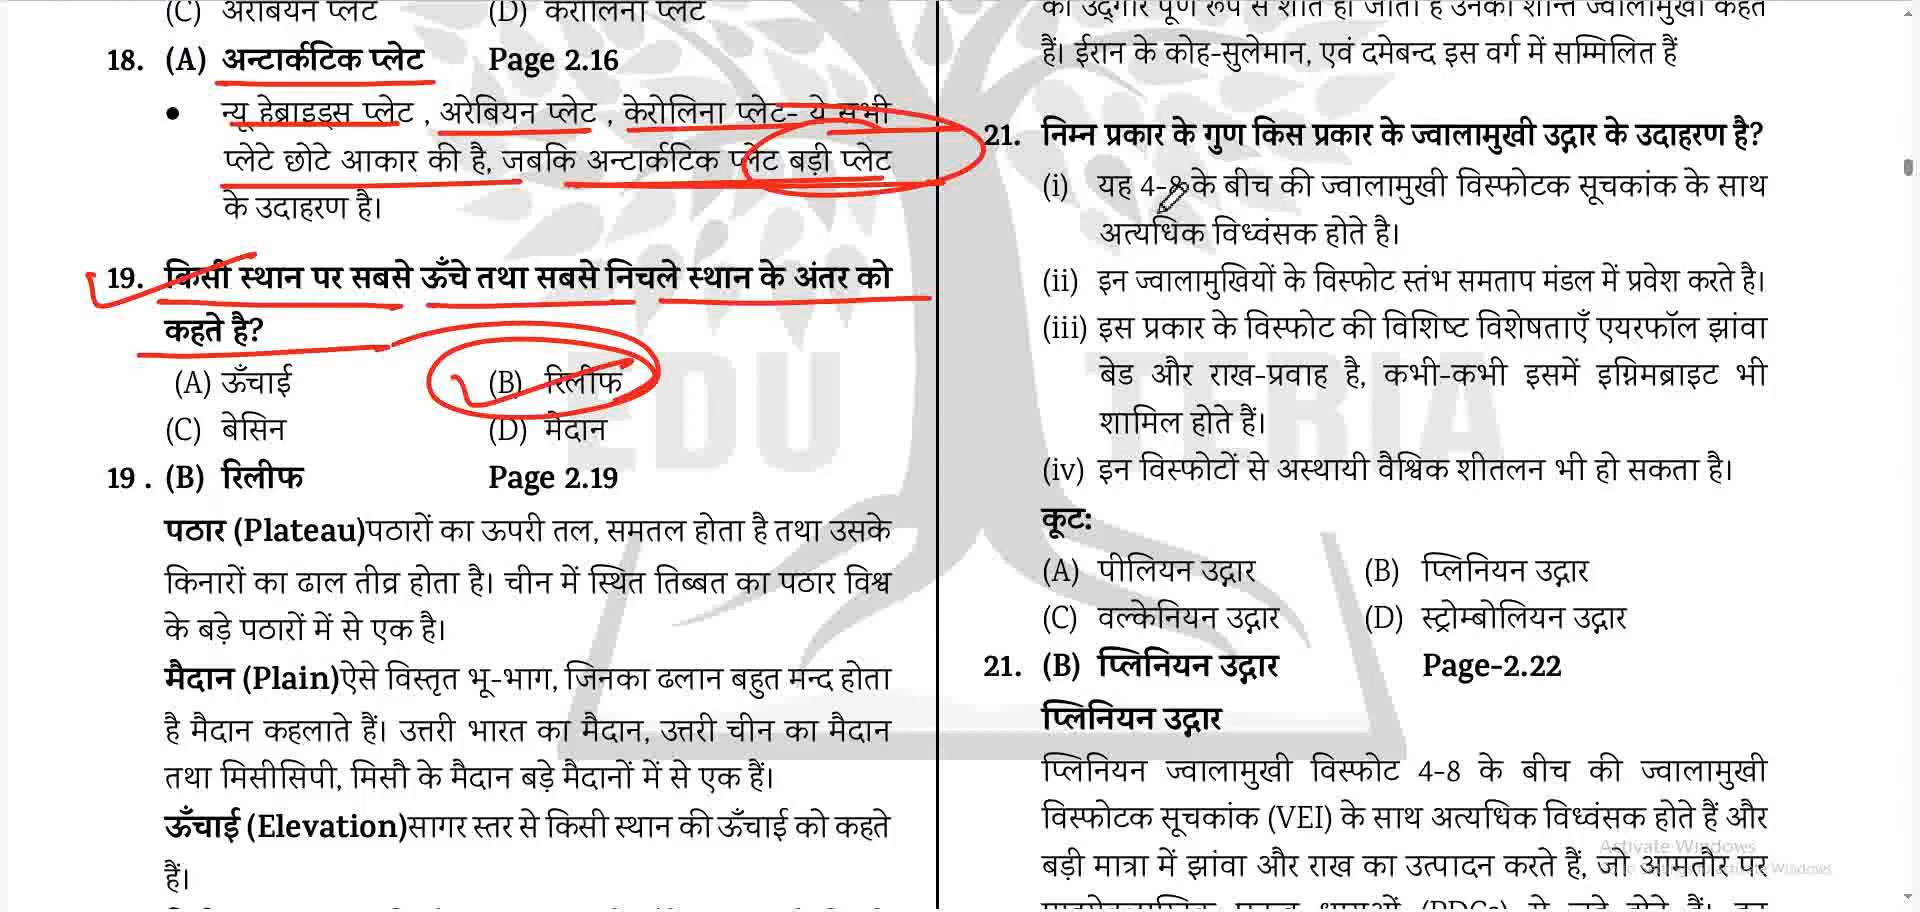 (C) अरेबियन प्लेट (D) केरोलिना प्लेट
18. (A) अन्टार्कटिक प्लेट Page 2.16
• न्यू हेब्राइड्स प्लेट , अरेबियन प्लेट , केरोलिना प्लेट- ये सभी
प्लेटे छोटे आकार की है, जबकि अन्टार्कटिक प्लेट बड़ी प्लेट
के उदाहरण है।
19. किसी स्थान पर सबसे ऊँचे तथा सबसे निचले स्थान के अंतर को
कहते है?
(A) ऊँचाई (B) रिलीफ
(C) बेसिन (D) मैदान
19 . (B) रिलीफ Page 2.19
पठार (Plateau)पठारों का ऊपरी तल, समतल होता है तथा उसके
किनारों का ढाल तीव्र होता है। चीन में स्थित तिब्बत का पठार विश्व
के बड़े पठारों में से एक है।
मैदान (Plain)ऐसे विस्तृत भू-भाग, जिनका ढलान बहुत मन्द होता
है मैदान कहलाते हैं। उत्तरी भारत का मैदान, उत्तरी चीन का मैदान
तथा मिसीसिपी, मिसौ के मैदान बड़े मैदानों में से एक हैं।
ऊँचाई (Elevation)सागर स्तर से किसी स्थान की ऊँचाई को कहते
हैं।
का उद्गार पूर्ण रूप से शांत हो जाता है उनको शान्त ज्वालामुखी कहते
हैं। ईरान के कोह-सुलेमान, एवं दमेबन्द इस वर्ग में सम्मिलित हैं
21. निम्न प्रकार के गुण किस प्रकार के ज्वालामुखी उद्गार के उदाहरण है?
(i) यह 4-8 के बीच की ज्वालामुखी विस्फोटक सूचकांक के साथ
अत्यधिक विध्वंसक होते है।
(ii) इन ज्वालामुखियों के विस्फोट स्तंभ समताप मंडल में प्रवेश करते है।
(iii) इस प्रकार के विस्फोट की विशिष्ट विशेषताएँ एयरफॉल झांवा
बेड और राख-प्रवाह है, कभी-कभी इसमें इग्निमब्राइट भी
शामिल होते हैं।
(iv) इन विस्फोटों से अस्थायी वैश्विक शीतलन भी हो सकता है।
कूट:
(A) पीलियन उद्गार (B) प्लिनियन उद्गार
(C) वल्केनियन उद्गार (D) स्ट्रोम्बोलियन उद्गार
21. (B) प्लिनियन उद्गार Page-2.22
प्लिनियन उद्गार
प्लिनियन ज्वालामुखी विस्फोट 4-8 के बीच की ज्वालामुखी
विस्फोटक सूचकांक (VEI) के साथ अत्यधिक विध्वंसक होते हैं और
बड़ी मात्रा में झांवा और राख का उत्पादन करते हैं, जो आमतौर पर
EDU TERIA
Activate Windows